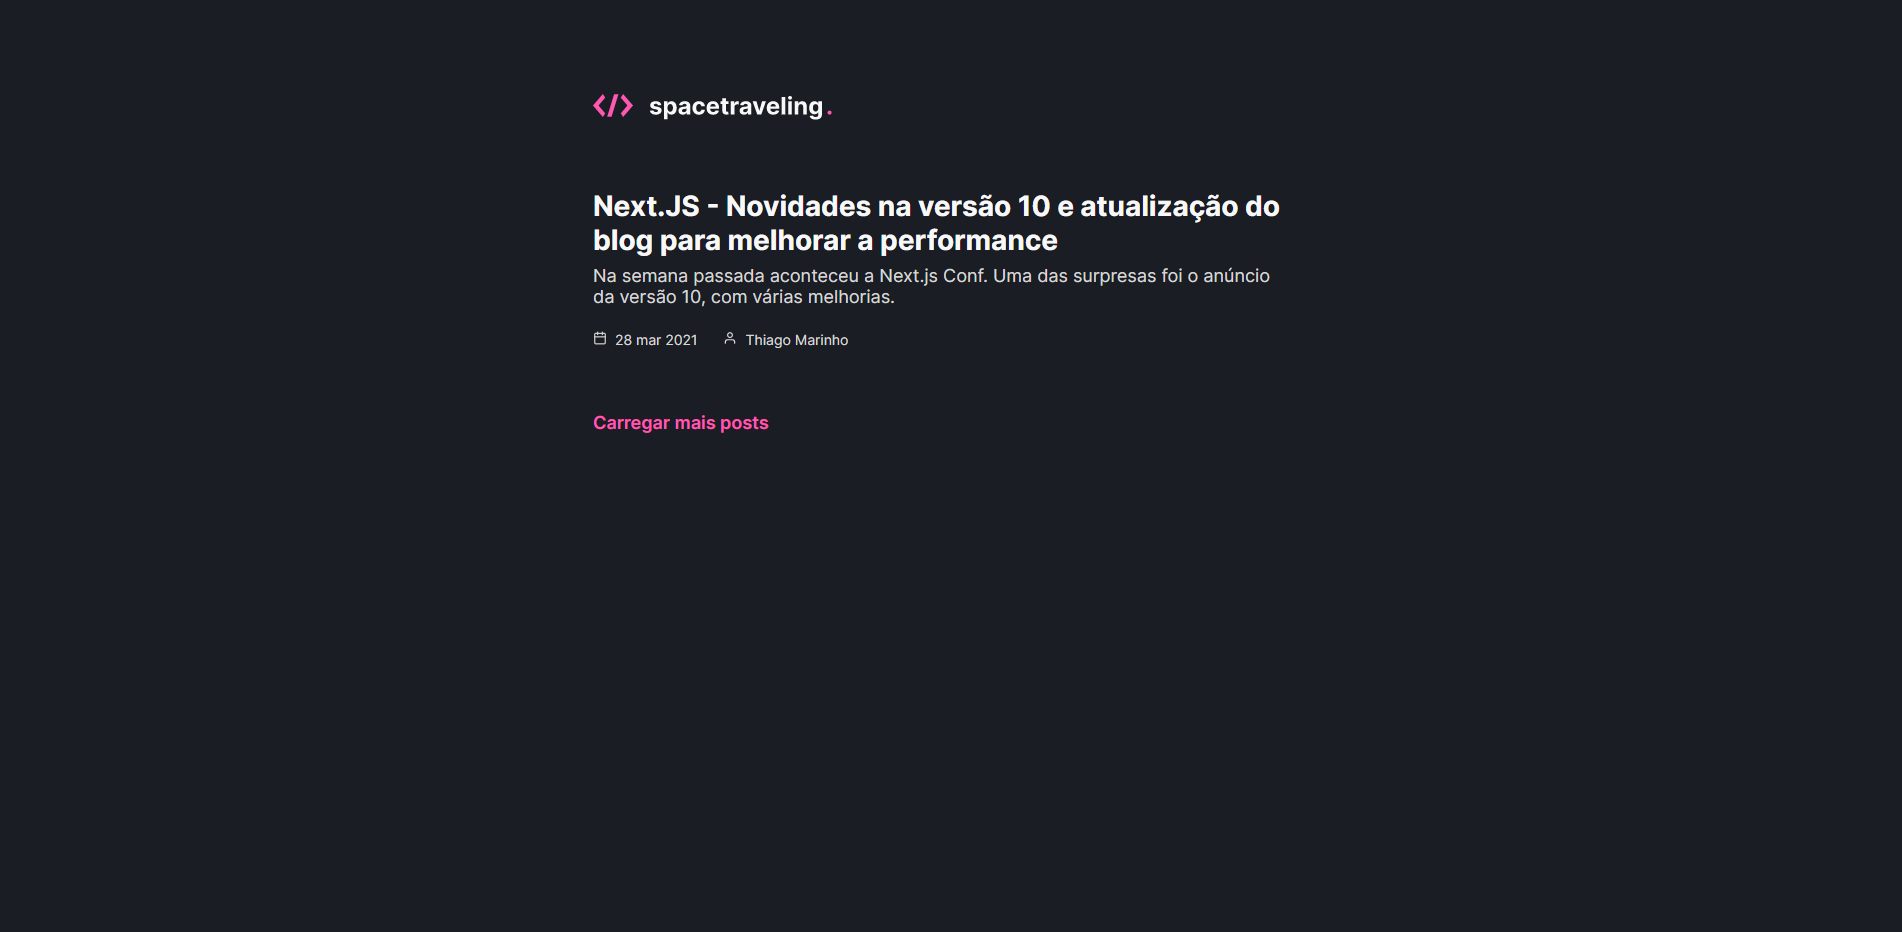 </> spacetraveling.
Next.JS - Novidades na versão 10 e atualização do
blog para melhorar a performance
Na semana passada aconteceu a Next.js Conf. Uma das surpresas foi o anúncio
da versão 10, com várias melhorias.
28 mar 2021 Thiago Marinho
Carregar mais posts